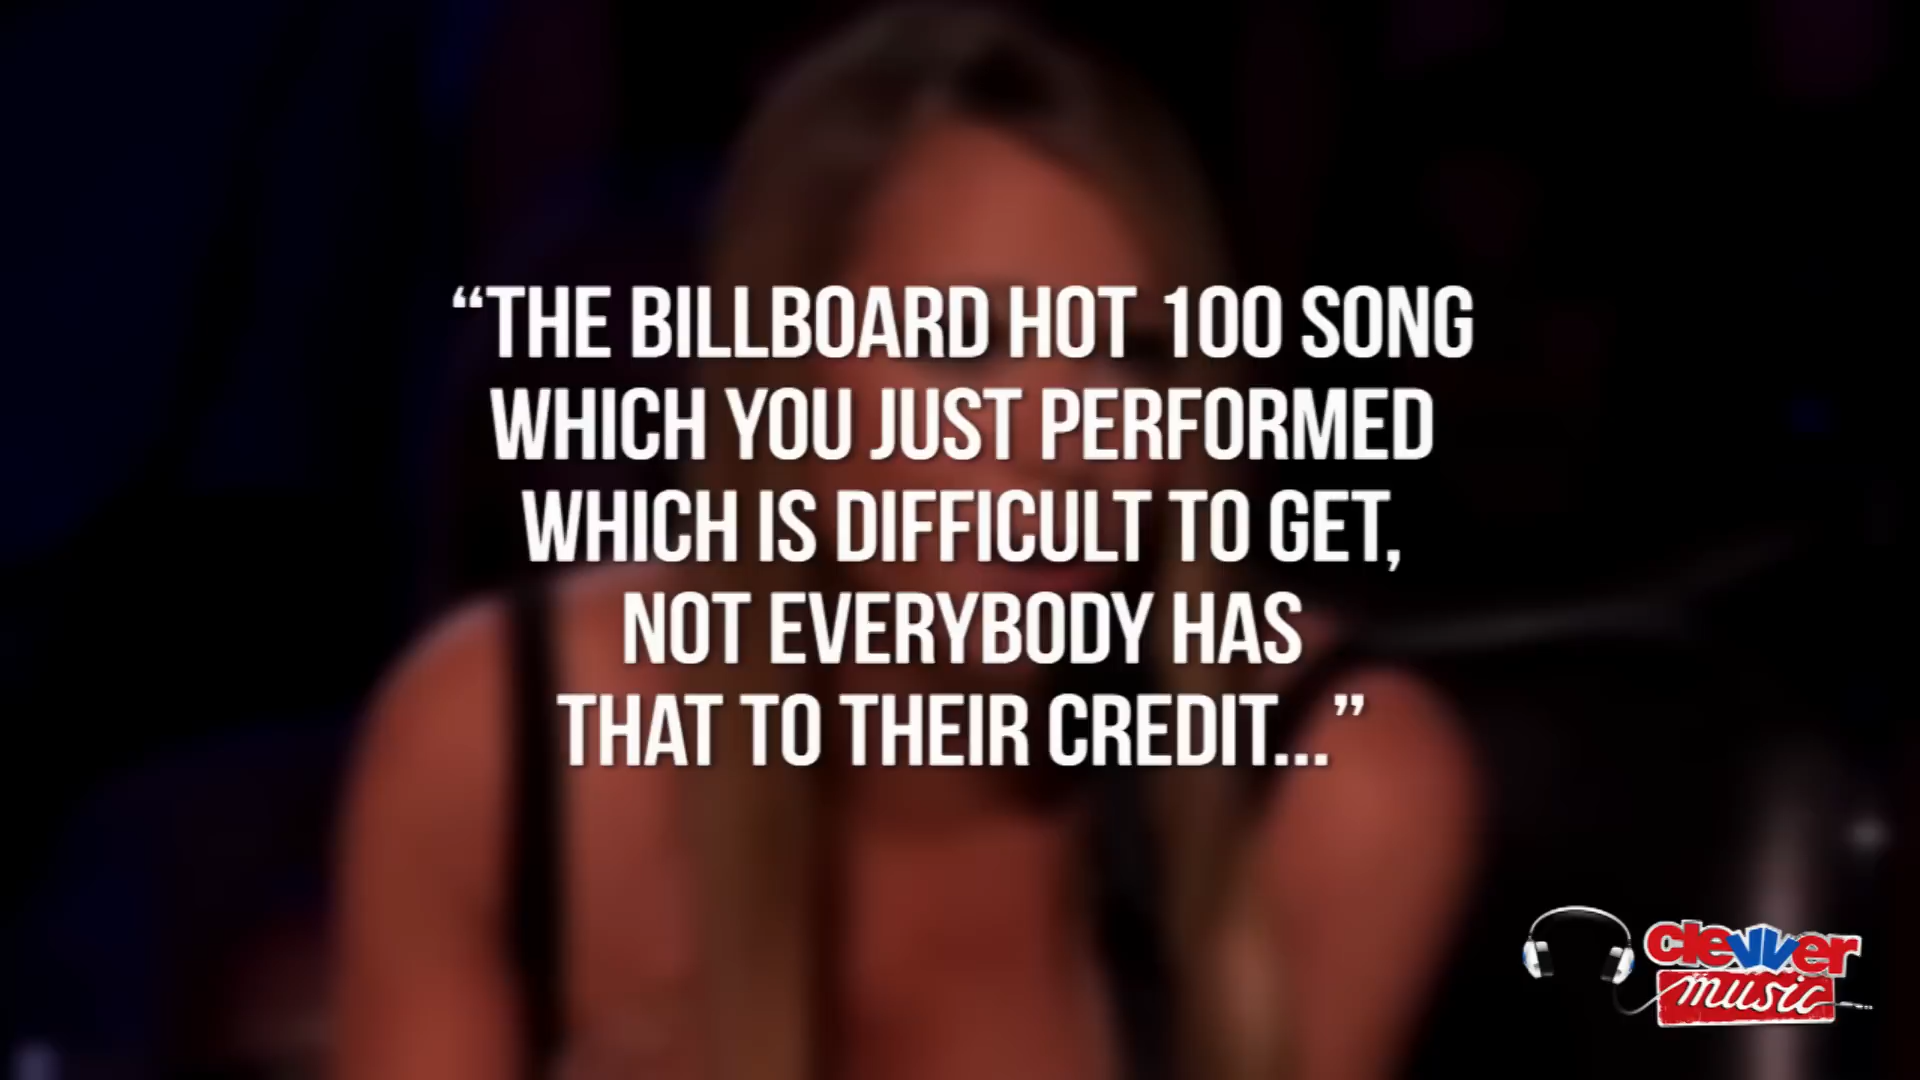 “THE BILLBOARD HOT 100 SONG
WHICH YOU JUST PERFORMED
WHICH IS DIFFICULT TO GET,
NOT EVERYBODY HAS
THAT TO THEIR CREDIT...”
clevver
music